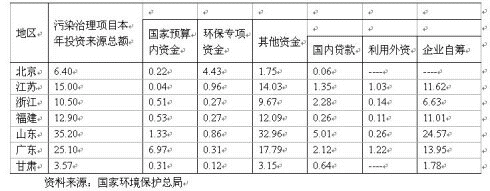 地区 污染治理项目本年投资来源总额 国家预算内资金 环保专项资金 其他资金 国内贷款 利用外资 企业自筹
北京 6.40 0.22 4.43 1.75 0.06 ---- ----
江苏 15.00 0.04 0.96 14.03 1.35 1.03 11.62
浙江 10.50 0.51 0.27 9.67 2.28 0.14 6.63
福建 12.90 0.53 0.27 12.09 0.26 0.11 11.01
山东 35.20 1.33 0.86 32.96 5.01 0.26 24.57
广东 25.10 6.97 0.31 17.79 2.12 1.22 13.95
甘肃 3.57 0.31 0.12 3.15 0.64 ---- 1.78
资料来源：国家环境保护总局